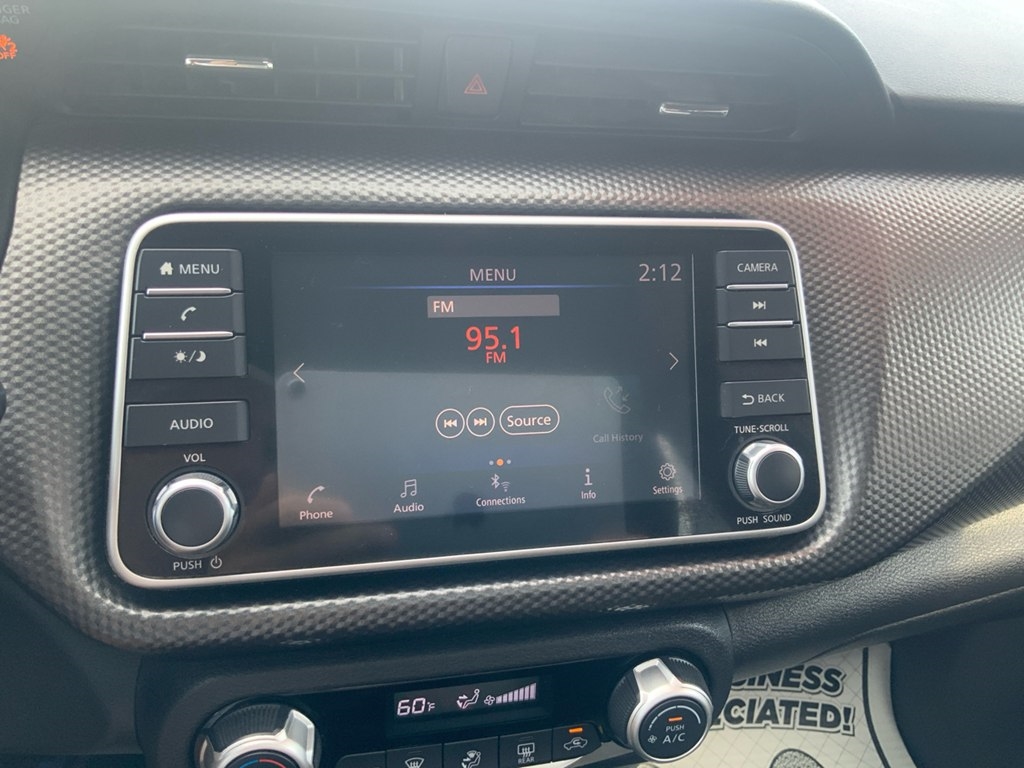 OFF
MENU
2:12
CAMERA
MENU
FM
95.1
FM
BACK
AUDIO
Source
TUNE·SCROLL
VOL
Call History
Phone
Audio
Connections
Info
Settings
PUSH SOUND
PUSH
60°F
PUSH
A/C
REAR